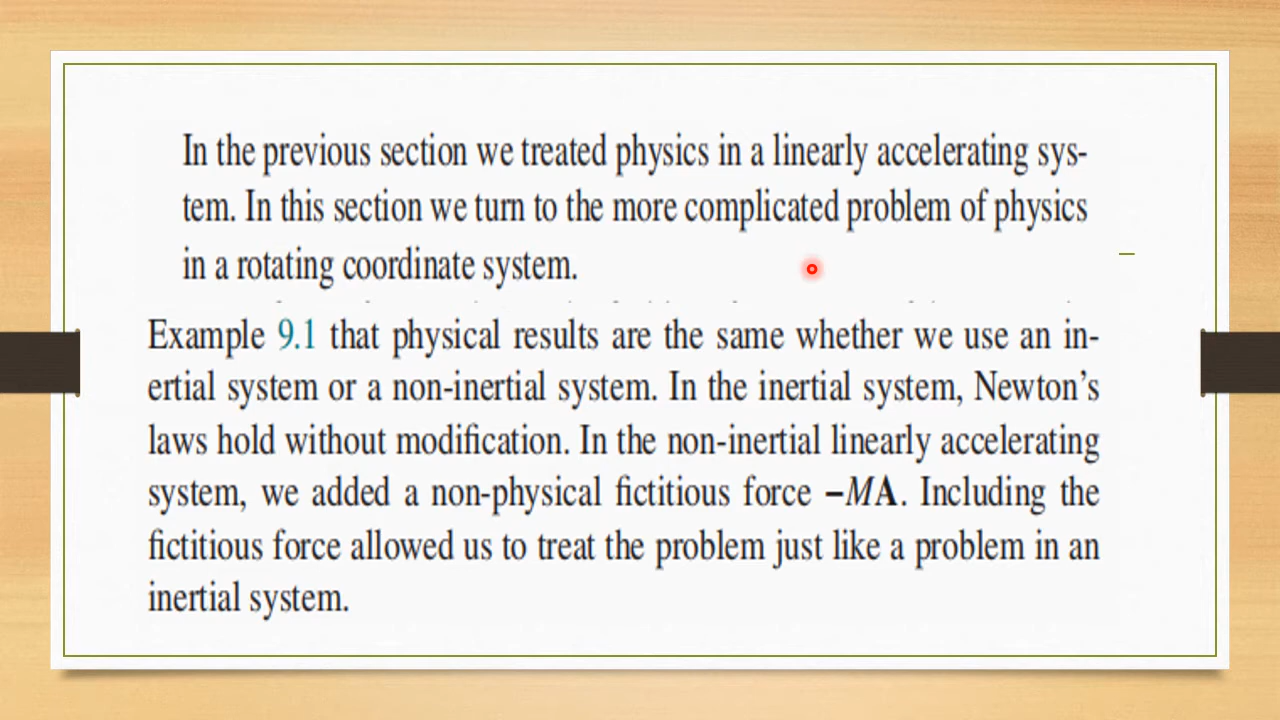 In the previous section we treated physics in a linearly accelerating sys-
tem. In this section we turn to the more complicated problem of physics
in a rotating coordinate system.
Example 9.1 that physical results are the same whether we use an in-
ertial system or a non-inertial system. In the inertial system, Newton’s
laws hold without modification. In the non-inertial linearly accelerating
system, we added a non-physical fictitious force –MA. Including the
fictitious force allowed us to treat the problem just like a problem in an
inertial system.